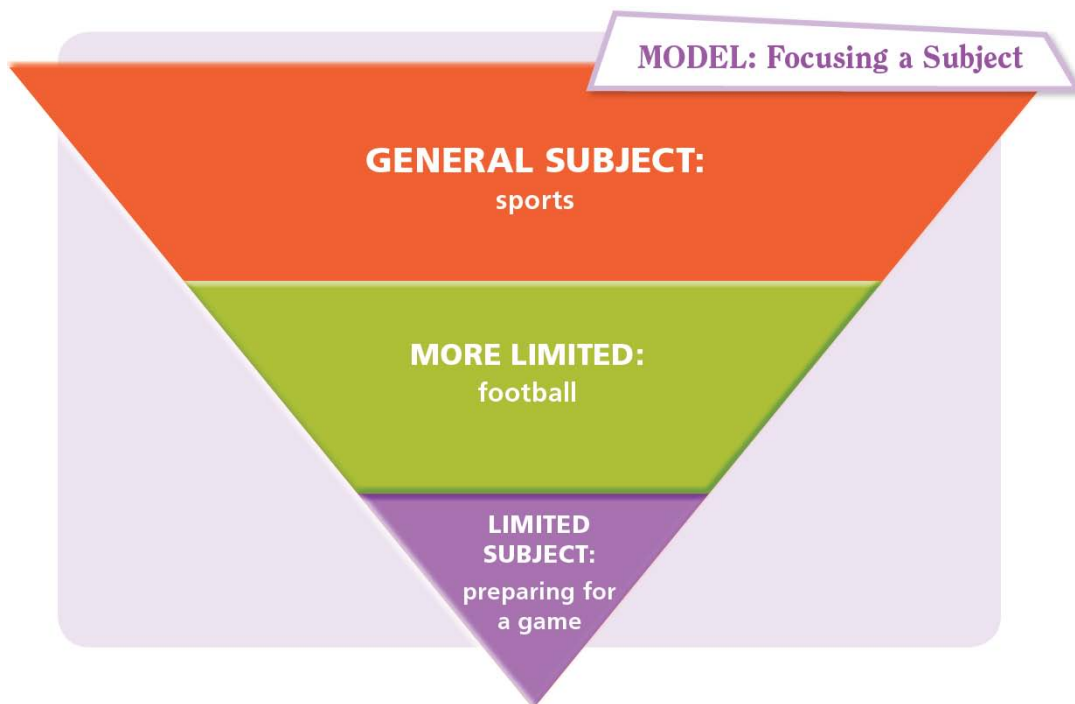 MODEL: Focusing a Subject
GENERAL SUBJECT:
sports
MORE LIMITED:
football
LIMITED
SUBJECT:
preparing for
a game